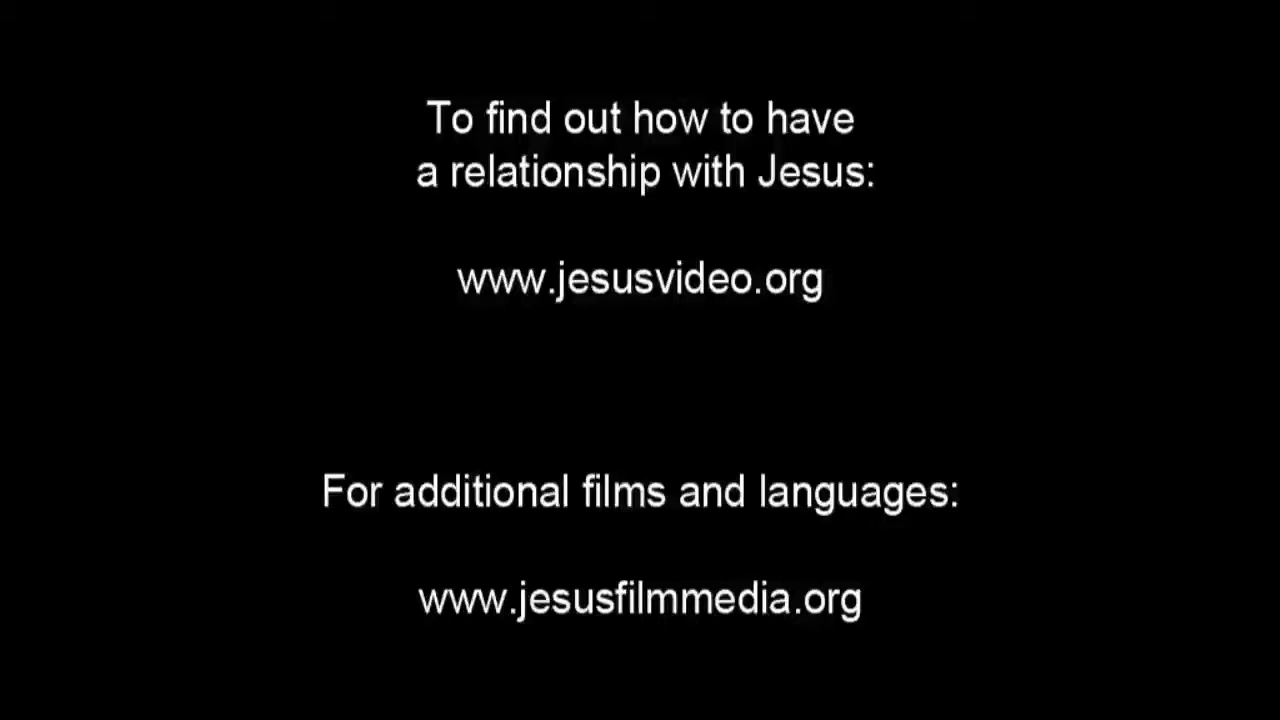 To find out how to have
a relationship with Jesus:
www.jesusvideo.org
For additional films and languages:
www.jesusfilmmedia.org